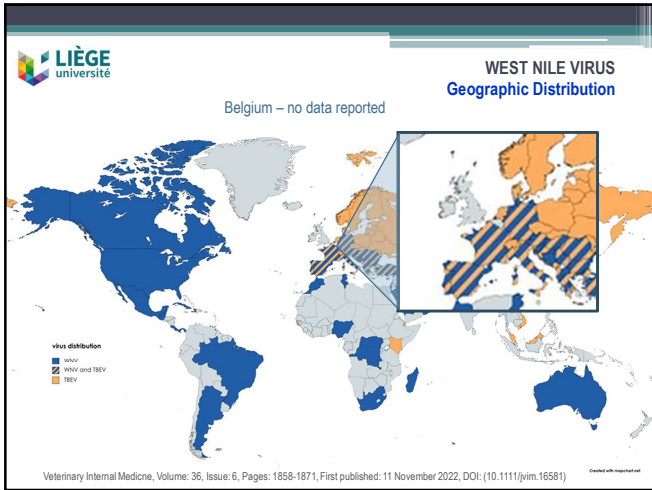 LIÈGE
université
WEST NILE VIRUS
Geographic Distribution
Belgium – no data reported
virus distribution
WNV
WNV and TBEV
TBEV
Created with mapchart.net
Veterinary Internal Medicne, Volume: 36, Issue: 6, Pages: 1858-1871, First published: 11 November 2022, DOI: (10.1111/jvim.16581)